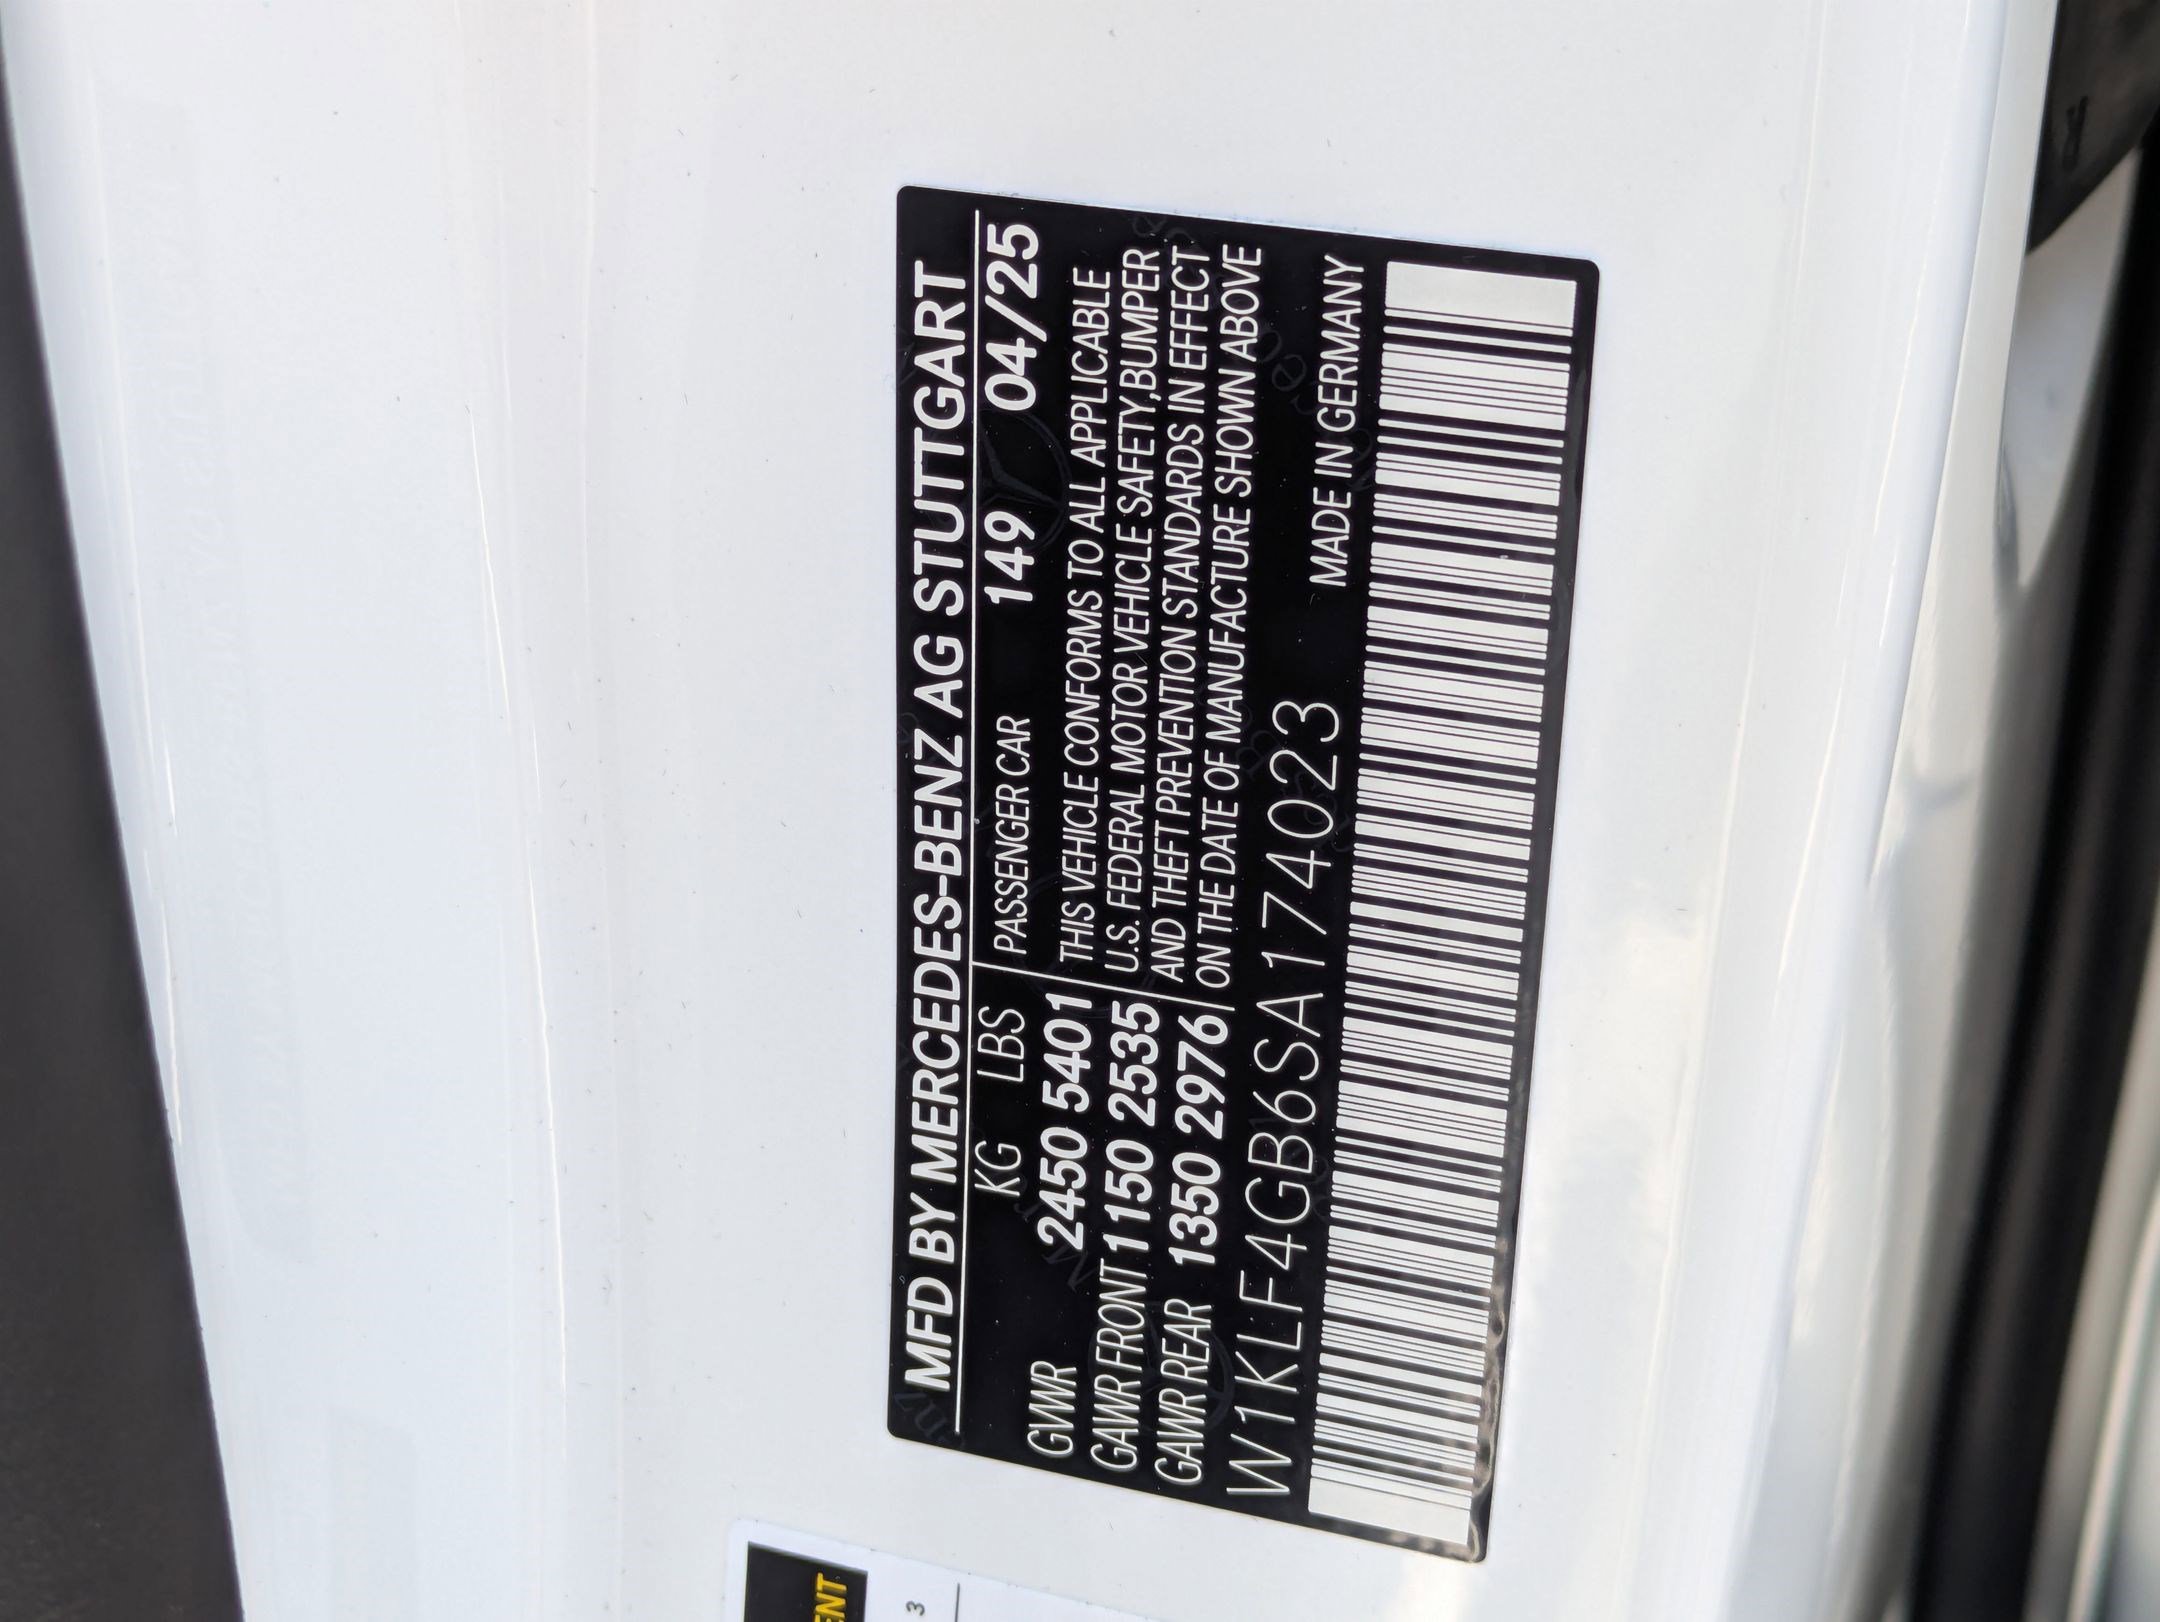 MFD BY MERCEDES-BENZ AG STUTTGART
KG LBS PASSENGER CAR 149 04/25
GVWR 2450 5401
GAWR FRONT 1150 2535
GAWR REAR 1350 2976
THIS VEHICLE CONFORMS TO ALL APPLICABLE
U.S. FEDERAL MOTOR VEHICLE SAFETY,BUMPER
AND THEFT PREVENTION STANDARDS IN EFFECT
ON THE DATE OF MANUFACTURE SHOWN ABOVE
W1KLF4GB6SA174023
MADE IN GERMANY
3